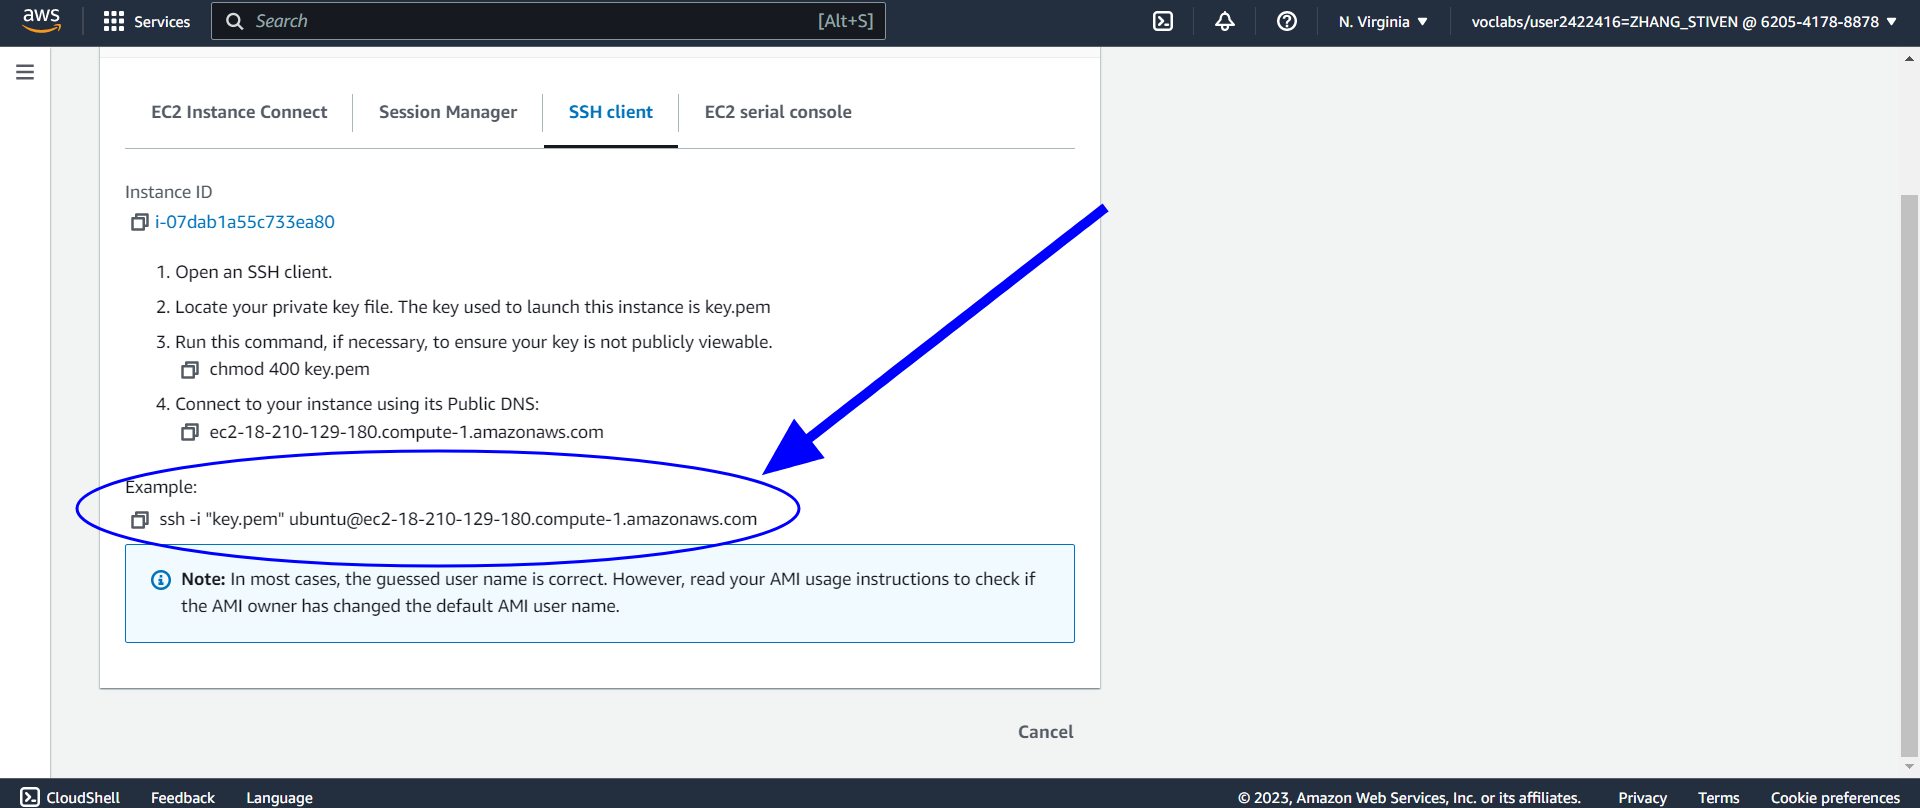 aws Services Search [Alt+S] N. Virginia voclabs/user2422416=ZHANG_STIVEN @ 6205-4178-8878
EC2 Instance Connect Session Manager SSH client EC2 serial console
Instance ID
i-07dab1a55c733ea80
1. Open an SSH client.
2. Locate your private key file. The key used to launch this instance is key.pem
3. Run this command, if necessary, to ensure your key is not publicly viewable.
chmod 400 key.pem
4. Connect to your instance using its Public DNS:
ec2-18-210-129-180.compute-1.amazonaws.com
Example:
ssh -i "key.pem" ubuntu@ec2-18-210-129-180.compute-1.amazonaws.com
Note: In most cases, the guessed user name is correct. However, read your AMI usage instructions to check if
the AMI owner has changed the default AMI user name.
Cancel
CloudShell Feedback Language © 2023, Amazon Web Services, Inc. or its affiliates. Privacy Terms Cookie preferences